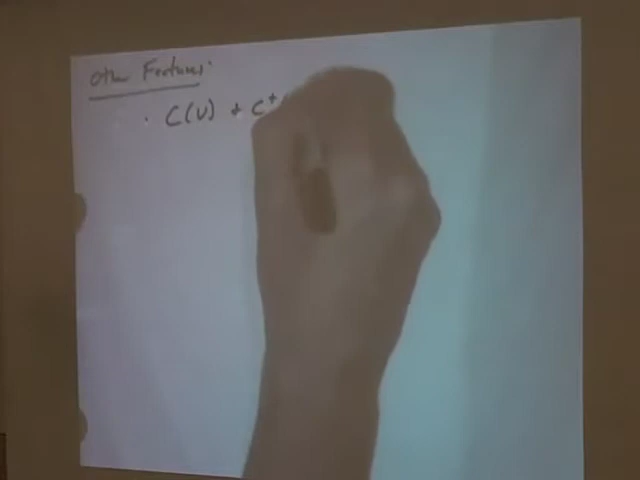 Other Features:
· C(U) + C⁺